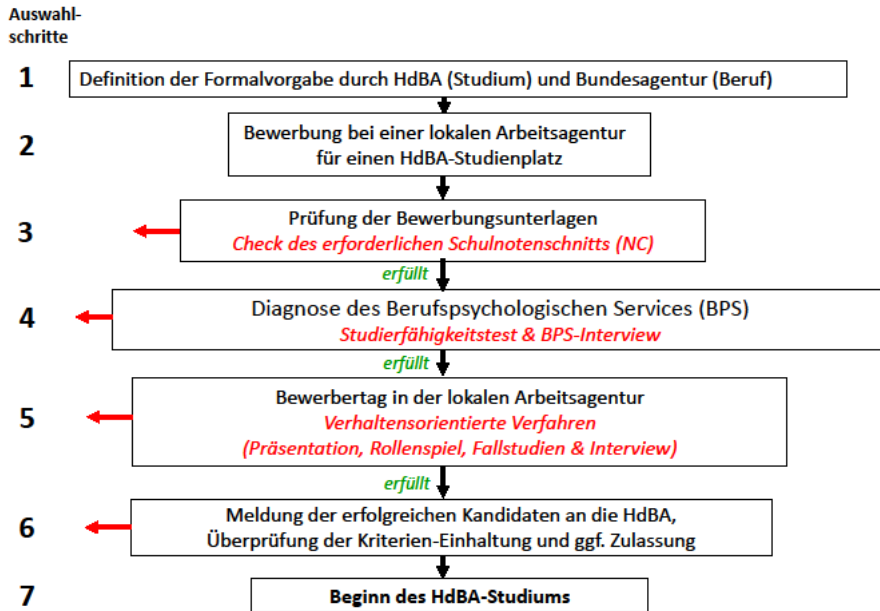 Auswahl-
schritte
1
Definition der Formalvorgabe durch HdBA (Studium) und Bundesagentur (Beruf)
2
Bewerbung bei einer lokalen Arbeitsagentur
für einen HdBA-Studienplatz
3
Prüfung der Bewerbungsunterlagen
Check des erforderlichen Schulnotenschnitts (NC)
erfüllt
4
Diagnose des Berufspsychologischen Services (BPS)
Studierfähigkeitstest & BPS-Interview
erfüllt
5
Bewerbertag in der lokalen Arbeitsagentur
Verhaltensorientierte Verfahren
(Präsentation, Rollenspiel, Fallstudien & Interview)
erfüllt
6
Meldung der erfolgreichen Kandidaten an die HdBA,
Überprüfung der Kriterien-Einhaltung und ggf. Zulassung
7
Beginn des HdBA-Studiums